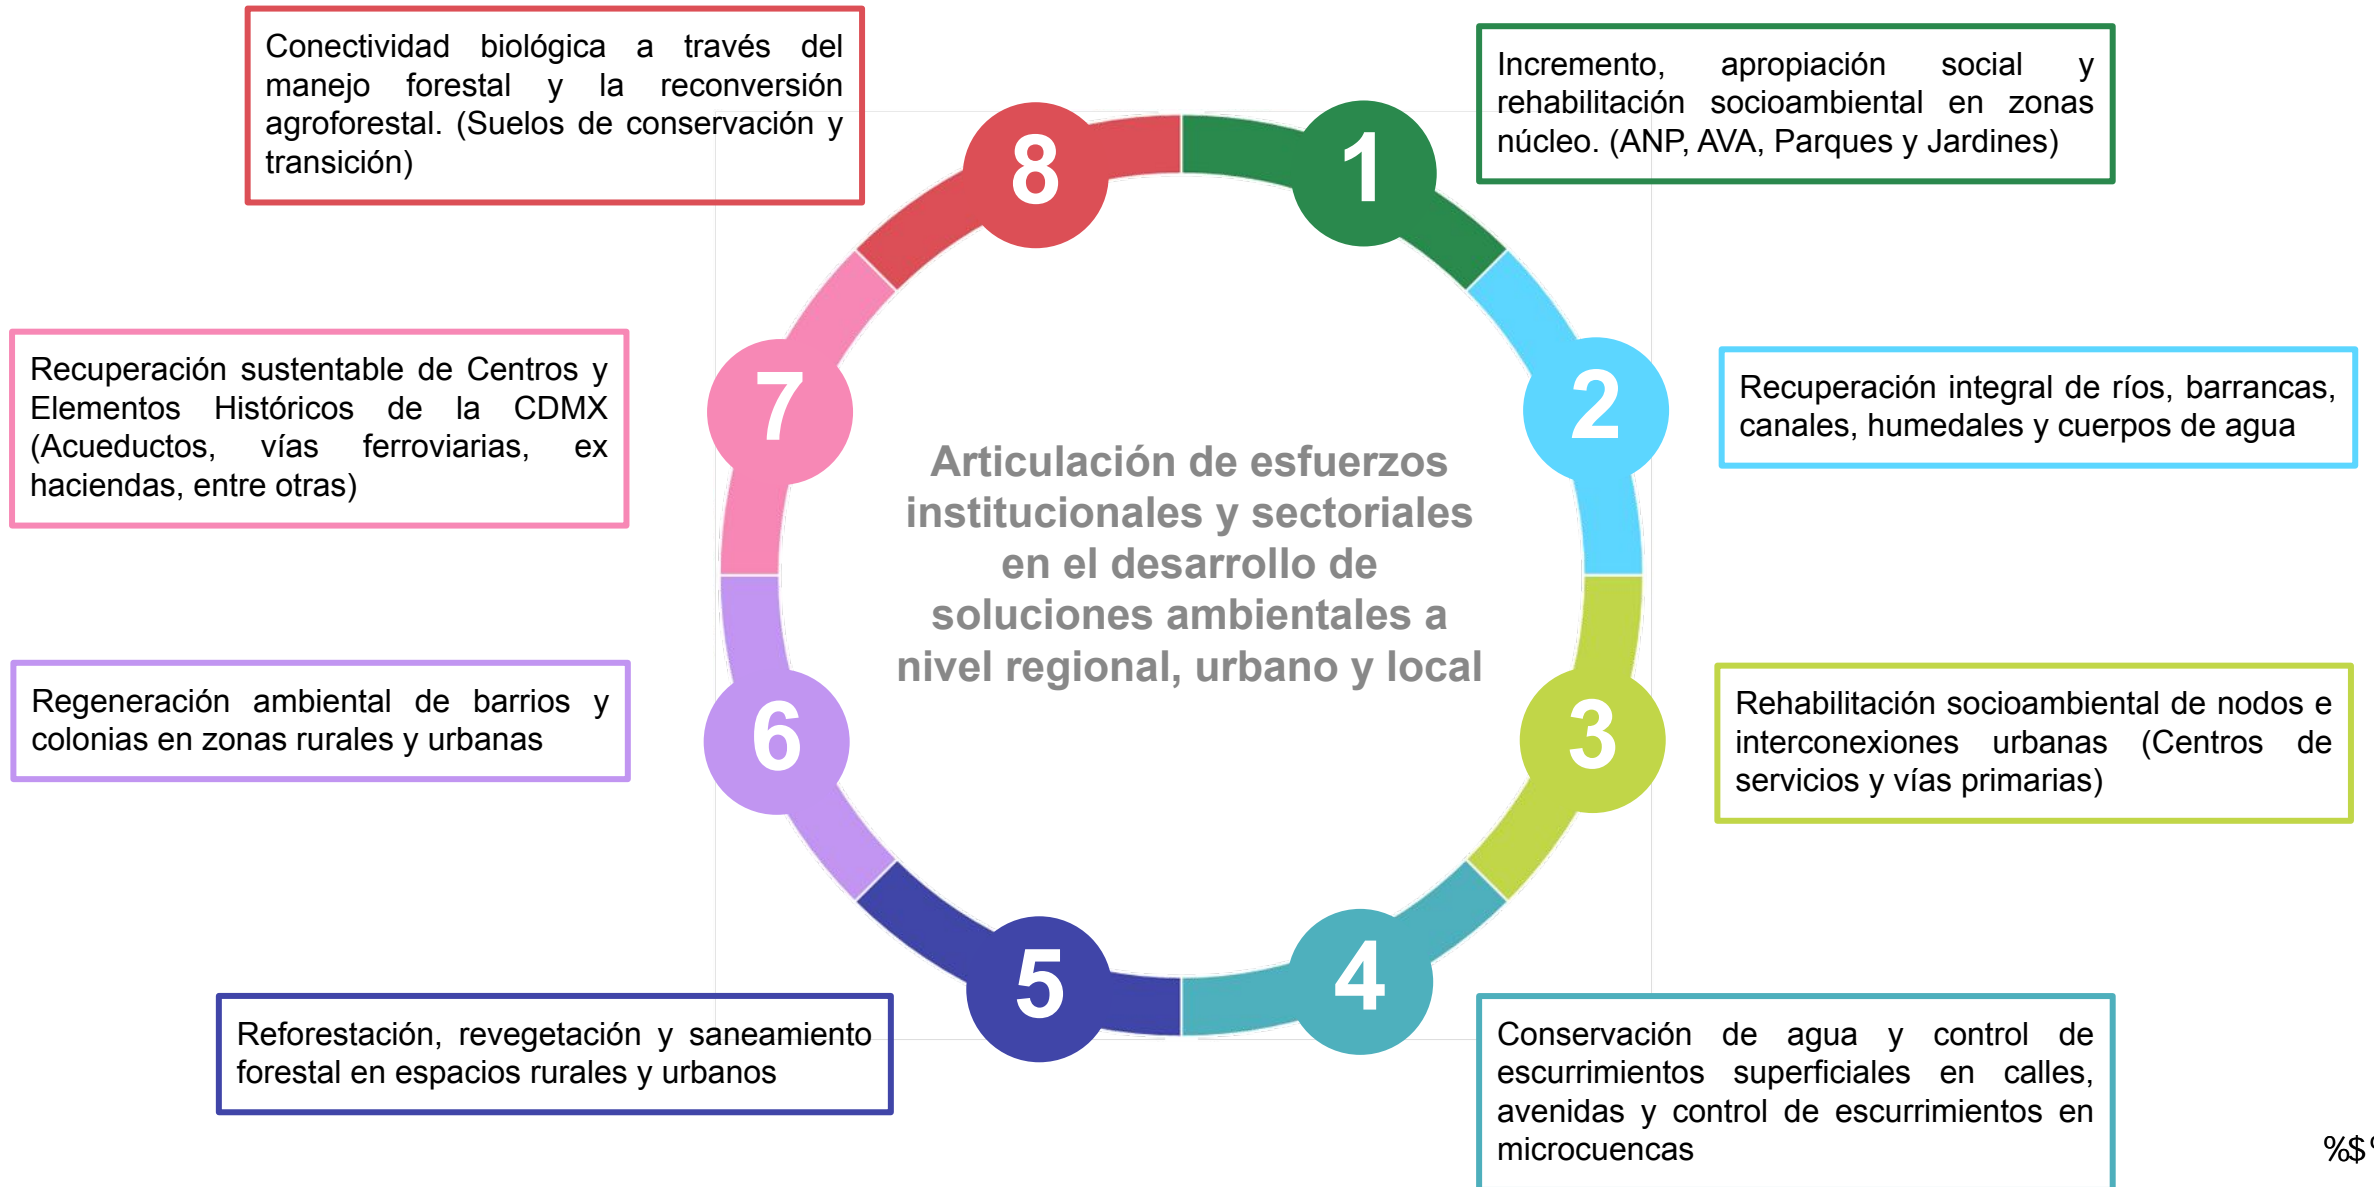 Conectividad biológica a través del
manejo forestal y la reconversión
agroforestal. (Suelos de conservación y
transición)
8
1
Incremento, apropiación social y
rehabilitación socioambiental en zonas
núcleo. (ANP, AVA, Parques y Jardines)
Recuperación sustentable de Centros y
Elementos Históricos de la CDMX
(Acueductos, vías ferroviarias, ex
haciendas, entre otras)
7
2
Recuperación integral de ríos, barrancas,
canales, humedales y cuerpos de agua
Articulación de esfuerzos
institucionales y sectoriales
en el desarrollo de
soluciones ambientales a
nivel regional, urbano y local
Regeneración ambiental de barrios y
colonias en zonas rurales y urbanas
6
3
Rehabilitación socioambiental de nodos e
interconexiones urbanas (Centros de
servicios y vías primarias)
Reforestación, revegetación y saneamiento
forestal en espacios rurales y urbanos
5
4
Conservación de agua y control de
escurrimientos superficiales en calles,
avenidas y control de escurrimientos en
microcuencas
%$